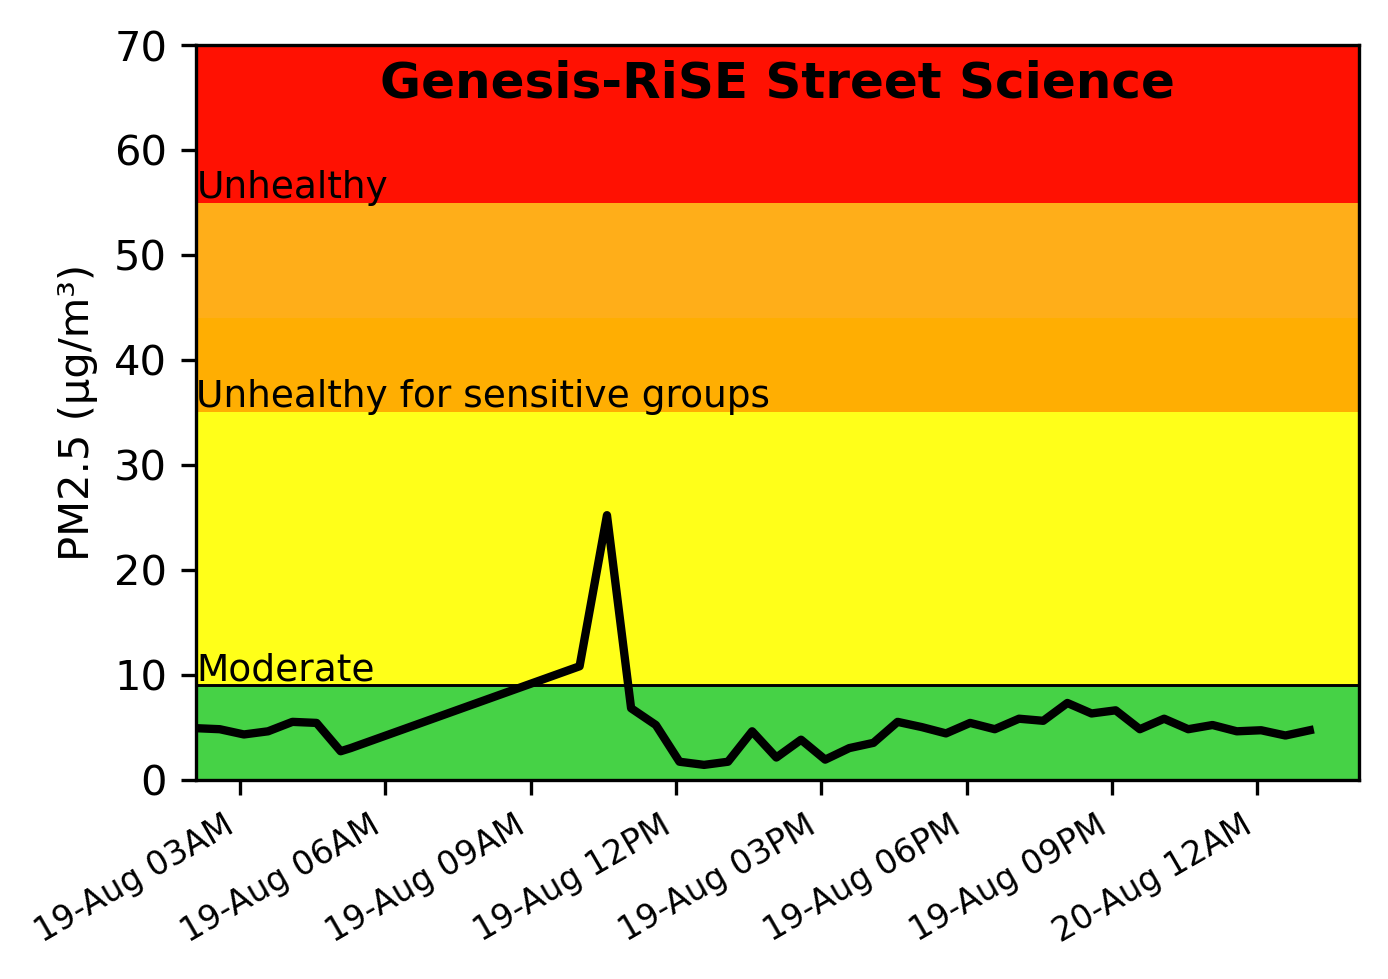 Genesis-RiSE Street Science
70
60
50
40
30
20
10
0
PM2.5 (µg/m³)
Unhealthy
Unhealthy for sensitive groups
Moderate
19-Aug 03AM
19-Aug 06AM
19-Aug 09AM
19-Aug 12PM
19-Aug 03PM
19-Aug 06PM
19-Aug 09PM
20-Aug 12AM